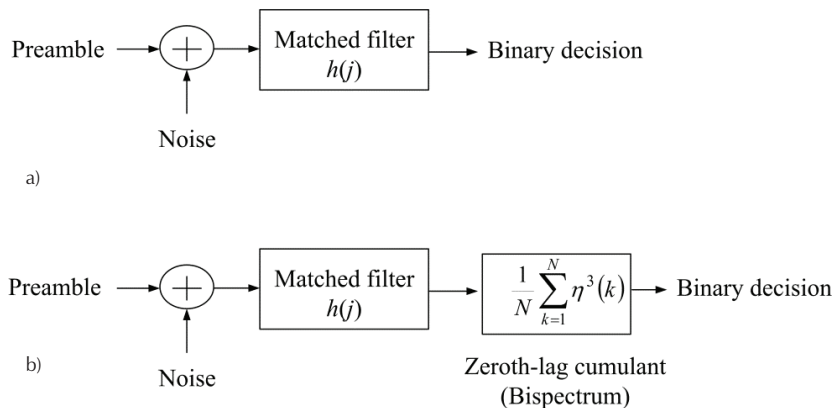 Preamble
+
Matched filter
h(j)
Binary decision
Noise
a)
Preamble
+
Matched filter
h(j)
1/N ∑_{k=1}^{N} η³(k)
Binary decision
b)
Noise
Zeroth-lag cumulant
(Bispectrum)